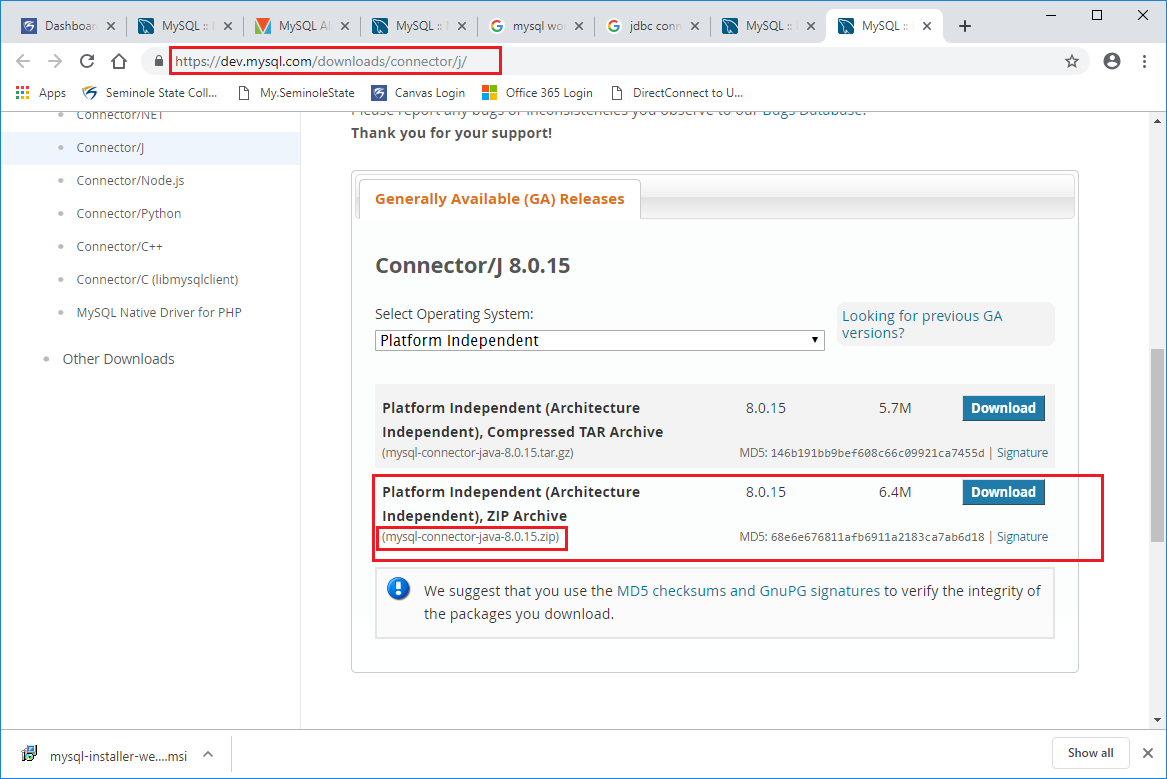 Dashboar
MySQL :: M
MySQL Al
MySQL :: 
mysql wo
jdbc conn
MySQL :: 
MySQL :: 
https://dev.mysql.com/downloads/connector/j/
Apps
Seminole State Coll...
My.SeminoleState
Canvas Login
Office 365 Login
DirectConnect to U...
Connector/NET
Connector/J
Connector/Node.js
Connector/Python
Connector/C++
Connector/C (libmysqlclient)
MySQL Native Driver for PHP
Other Downloads
Please report any bugs or inconsistencies you observe to our Bugs Database.
Thank you for your support!
Generally Available (GA) Releases
Connector/J 8.0.15
Select Operating System:
Platform Independent
Looking for previous GA
versions?
Platform Independent (Architecture
Independent), Compressed TAR Archive
8.0.15
5.7M
Download
(mysql-connector-java-8.0.15.tar.gz)
MD5: 146b191bb9bef608c66c09921ca7455d | Signature
Platform Independent (Architecture
Independent), ZIP Archive
8.0.15
6.4M
Download
(mysql-connector-java-8.0.15.zip)
MD5: 68e6e676811afb6911a2183ca7ab6d18 | Signature
We suggest that you use the MD5 checksums and GnuPG signatures to verify the integrity of
the packages you download.
mysql-installer-we....msi
Show all